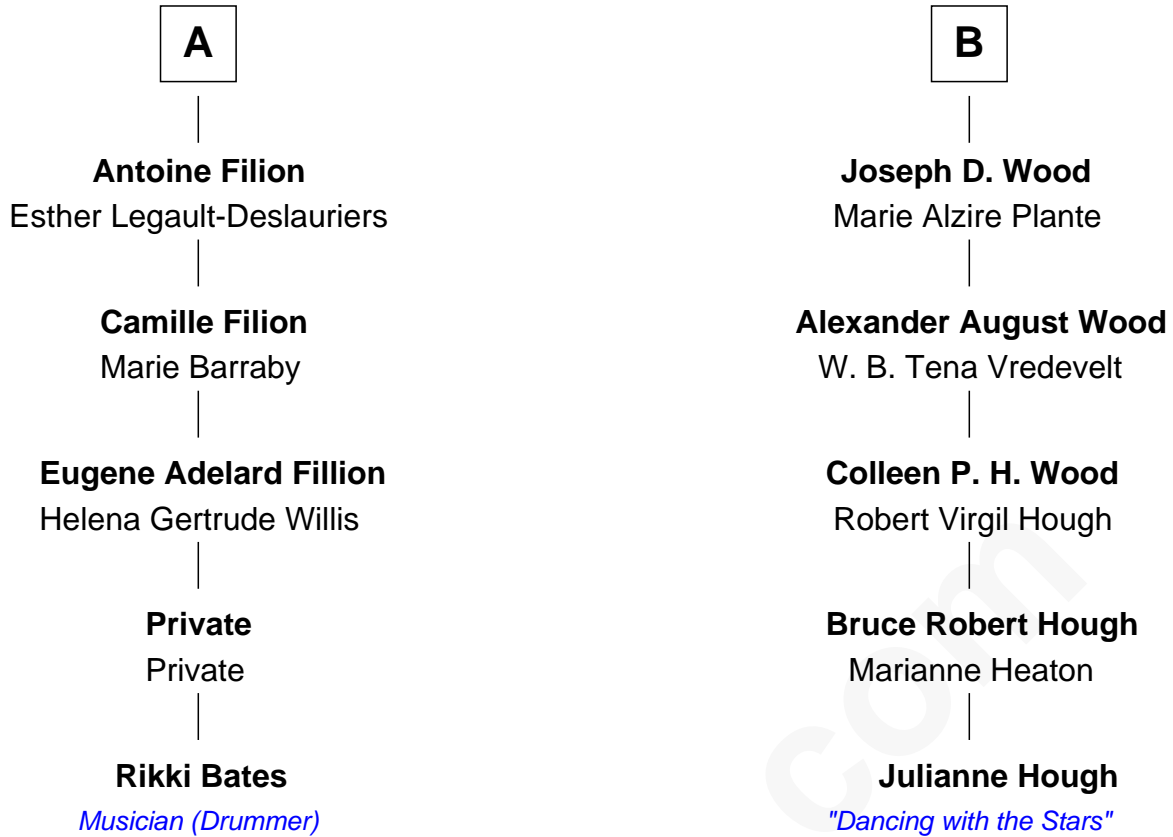 A
B
Antoine Filion
Esther Legault-Deslauriers
Joseph D. Wood
Marie Alzire Plante
Camille Filion
Marie Barraby
Alexander August Wood
W. B. Tena Vredevelt
Eugene Adelard Fillion
Helena Gertrude Willis
Colleen P. H. Wood
Robert Virgil Hough
Private
Private
Bruce Robert Hough
Marianne Heaton
Rikki Bates
Musician (Drummer)
Julianne Hough
"Dancing with the Stars"
com